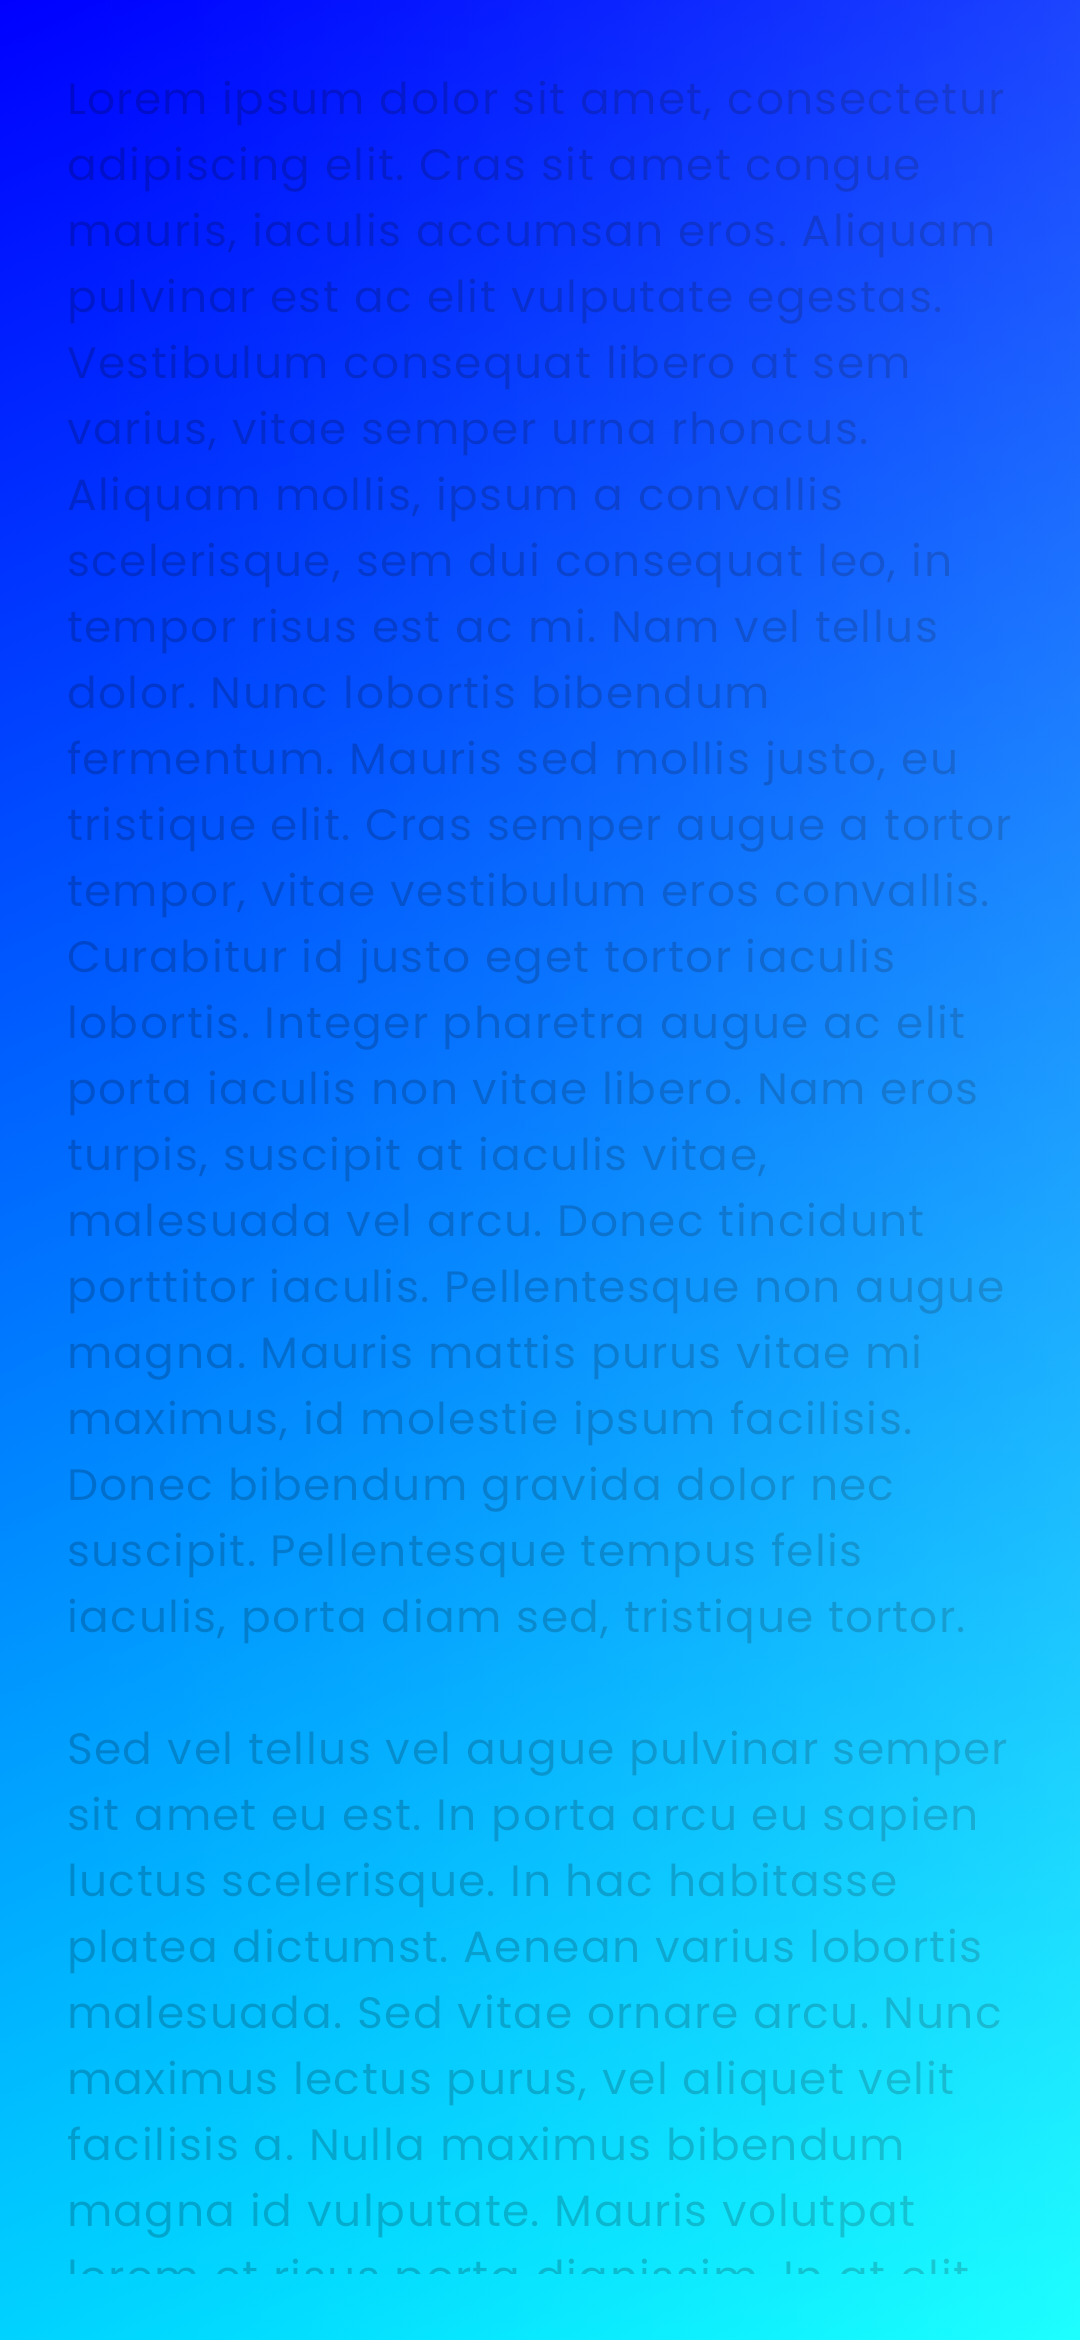 Lorem ipsum dolor sit amet, consectetur
adipiscing elit. Cras sit amet congue
mauris, iaculis accumsan eros. Aliquam
pulvinar est ac elit vulputate egestas.
Vestibulum consequat libero at sem
varius, vitae semper urna rhoncus.
Aliquam mollis, ipsum a convallis
scelerisque, sem dui consequat leo, in
tempor risus est ac mi. Nam vel tellus
dolor. Nunc lobortis bibendum
fermentum. Mauris sed mollis justo, eu
tristique elit. Cras semper augue a tortor
tempor, vitae vestibulum eros convallis.
Curabitur id justo eget tortor iaculis
lobortis. Integer pharetra augue ac elit
porta iaculis non vitae libero. Nam eros
turpis, suscipit at iaculis vitae,
malesuada vel arcu. Donec tincidunt
porttitor iaculis. Pellentesque non augue
magna. Mauris mattis purus vitae mi
maximus, id molestie ipsum facilisis.
Donec bibendum gravida dolor nec
suscipit. Pellentesque tempus felis
iaculis, porta diam sed, tristique tortor.

Sed vel tellus vel augue pulvinar semper
sit amet eu est. In porta arcu eu sapien
luctus scelerisque. In hac habitasse
platea dictumst. Aenean varius lobortis
malesuada. Sed vitae ornare arcu. Nunc
maximus lectus purus, vel aliquet velit
facilisis a. Nulla maximus bibendum
magna id vulputate. Mauris volutpat
lorem et risus porta dignissim. In at elit